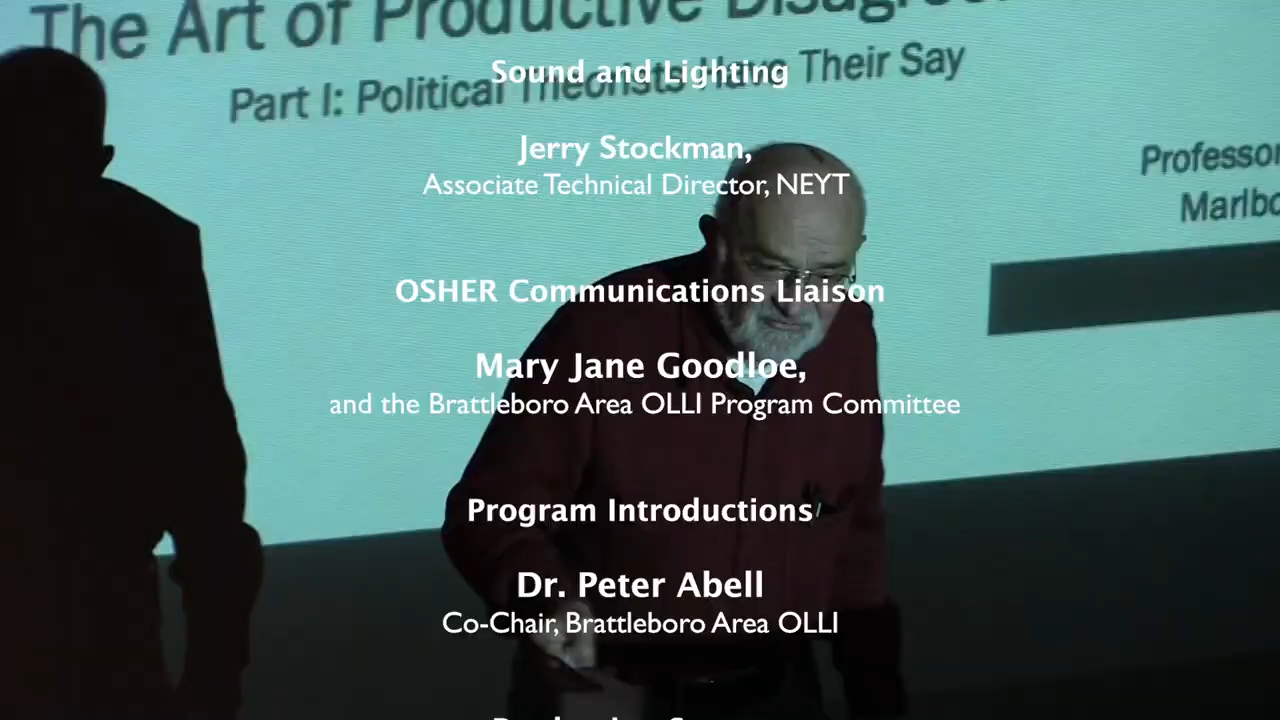 The Art of Productive
Part I: Political Theorists Have Their Say
Professor
Sound and Lighting
Jerry Stockman,
Associate Technical Director, NEYT
OSHER Communications Liaison
Mary Jane Goodloe,
and the Brattleboro Area OLLI Program Committee
Program Introductions
Dr. Peter Abell
Co-Chair, Brattleboro Area OLLI